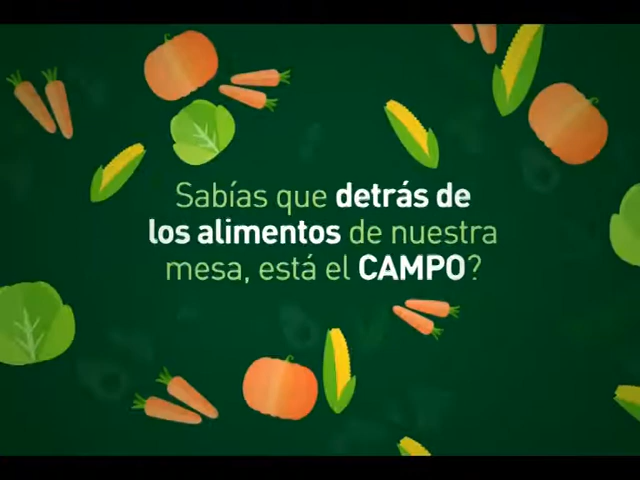 Sabías que detrás de
los alimentos de nuestra
mesa, está el CAMPO?